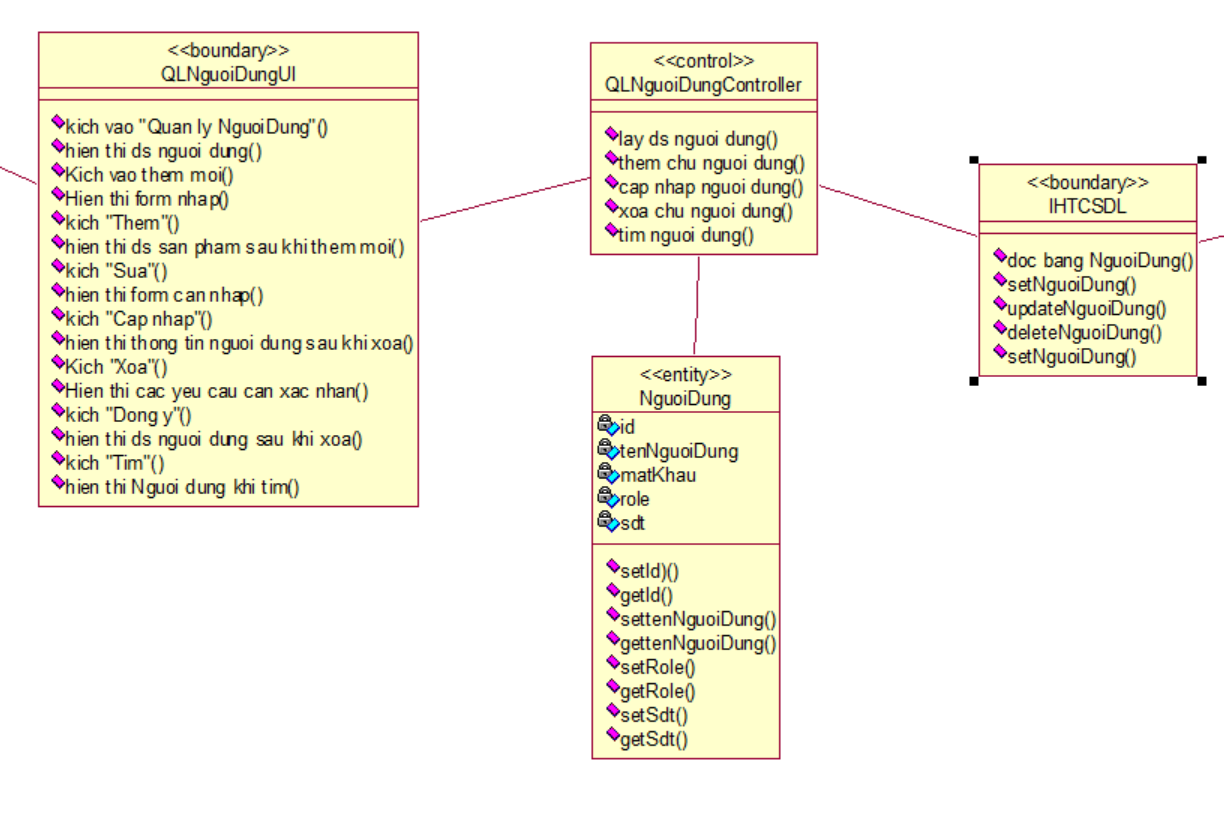 <<boundary>>
QLNguoiDungUI
kich vao "Quan ly NguoiDung"()
hien thi ds nguoi dung()
Kich vao them moi()
Hien thi form nhap()
kich "Them"()
hien thi ds san pham sau khi them moi()
kich "Sua"()
hien thi form can nhap()
kich "Cap nhap"()
hien thi thong tin nguoi dung sau khi xoa()
Kich "Xoa"()
Hien thi cac yeu cau can xac nhan()
kich "Dong y"()
hien thi ds nguoi dung sau khi xoa()
kich "Tim"()
hien thi Nguoi dung khi tim()
<<control>>
QLNguoiDungController
lay ds nguoi dung()
them chu nguoi dung()
cap nhap nguoi dung()
xoa chu nguoi dung()
tim nguoi dung()
<<entity>>
NguoiDung
id
tenNguoiDung
matKhau
role
sdt
setId)()
getId()
settenNguoiDung()
gettenNguoiDung()
setRole()
getRole()
setSdt()
getSdt()
<<boundary>>
IHTCSDL
doc bang NguoiDung()
setNguoiDung()
updateNguoiDung()
deleteNguoiDung()
setNguoiDung()